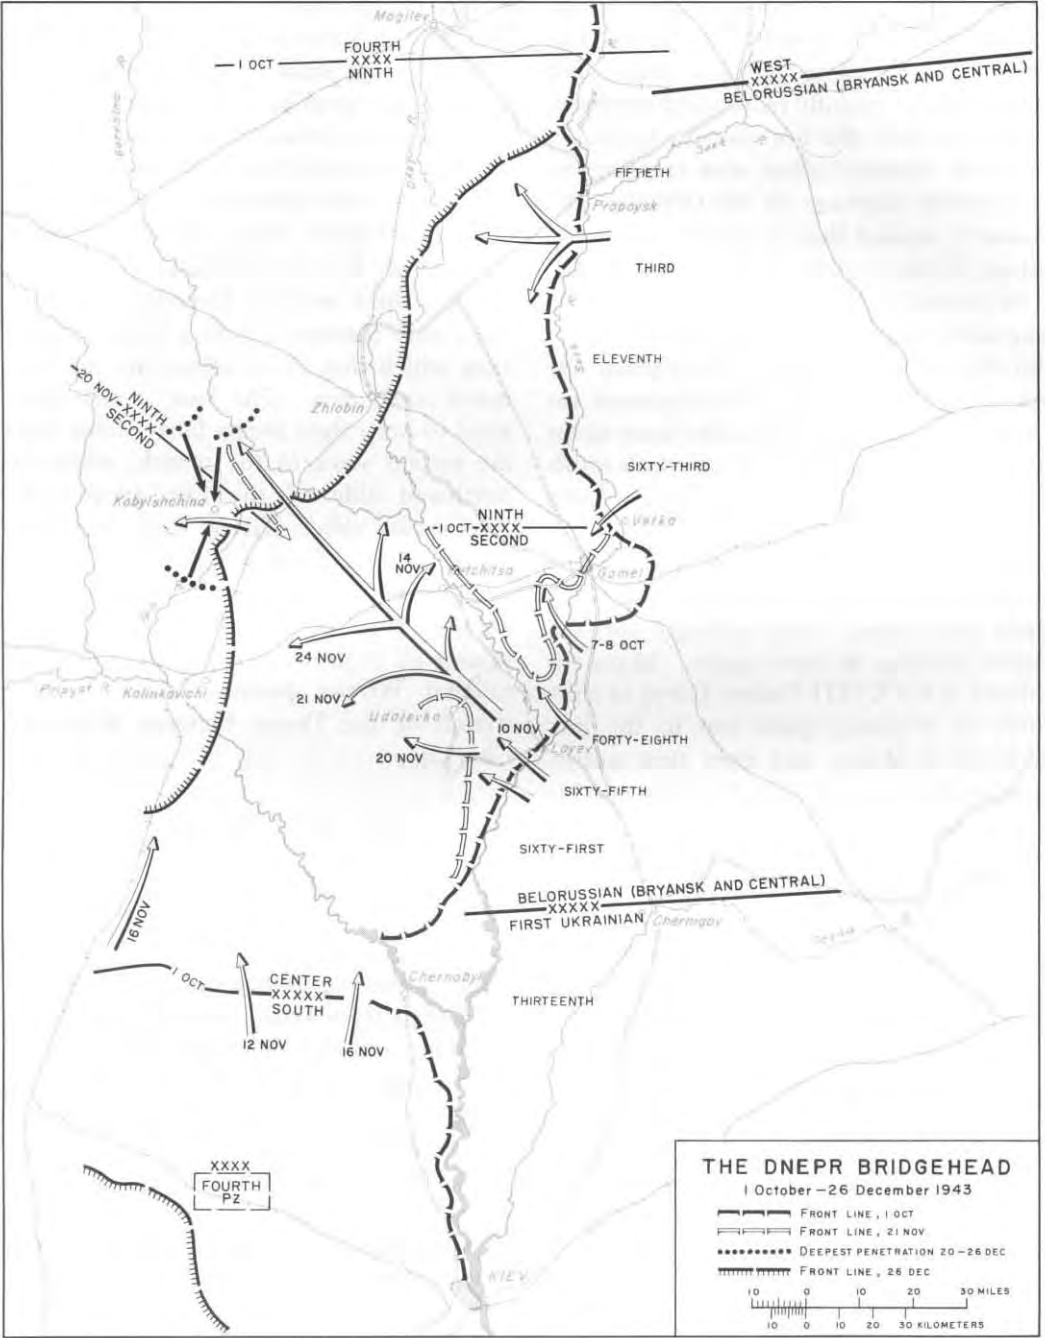 Mogilev
1 OCT
FOURTH
XXXX
NINTH
WEST
XXXXX
BELORUSSIAN (BRYANSK AND CENTRAL)
FIFTIETH
Propoysk
THIRD
ELEVENTH
Zhlobin
20 NOV-XXXX
NINTH
SECOND
SIXTY-THIRD
Kobylshchina
NINTH
1 OCT-XXXX
SECOND
Vetka
14
NOV
Gomel
7-8 OCT
24 NOV
Pripyat R
Kalinkovichi
21 NOV
Udalevka
10 NOV
FORTY-EIGHTH
20 NOV
Loyev
SIXTY-FIFTH
SIXTY-FIRST
BELORUSSIAN (BRYANSK AND CENTRAL)
XXXXX
FIRST UKRAINIAN
Chernigov
16 NOV
1 OCT
CENTER
XXXXX
SOUTH
Chernobyl
THIRTEENTH
12 NOV
16 NOV
XXXX
FOURTH
PZ
KIEV
THE DNEPR BRIDGEHEAD
1 October – 26 December 1943
FRONT LINE, 1 OCT
FRONT LINE, 21 NOV
DEEPEST PENETRATION 20-26 DEC
FRONT LINE, 26 DEC
10 0 10 20 30 MILES
10 0 10 20 30 KILOMETERS